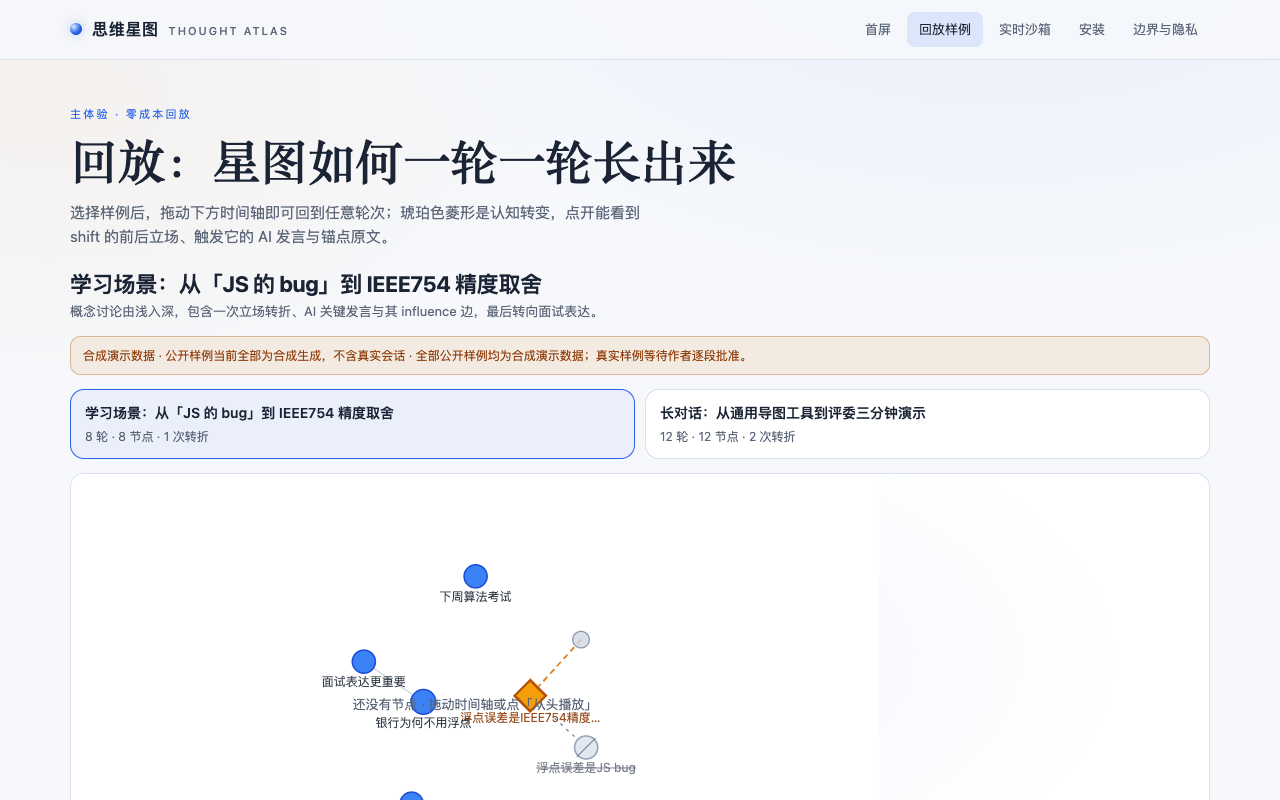 思维星图 THOUGHT ATLAS
首屏 回放样例 实时沙箱 安装 边界与隐私
主体验 · 零成本回放
回放：星图如何一轮一轮长出来
选择样例后，拖动下方时间轴即可回到任意轮次；琥珀色菱形是认知转变，点开能看到
shift 的前后立场、触发它的 AI 发言与锚点原文。
学习场景：从「JS 的 bug」到 IEEE754 精度取舍
概念讨论由浅入深，包含一次立场转折、AI 关键发言与其 influence 边，最后转向面试表达。
合成演示数据 · 公开样例当前全部为合成生成，不含真实会话 · 全部公开样例均为合成演示数据；真实样例等待作者逐段批准。
学习场景：从「JS 的 bug」到 IEEE754 精度取舍
8 轮 · 8 节点 · 1 次转折
长对话：从通用导图工具到评委三分钟演示
12 轮 · 12 节点 · 2 次转折
下周算法考试
面试表达更重要
还没有节点 · 拖动时间轴或点「从头播放」
浮点误差是IEEE754精度...
银行为何不用浮点
浮点误差是JS bug